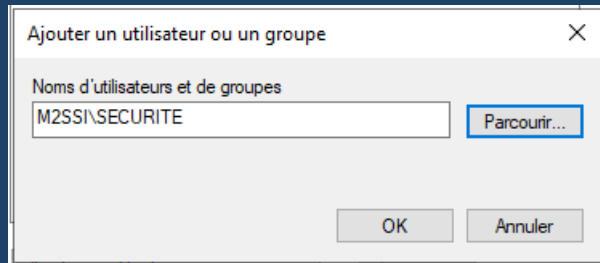 Ajouter un utilisateur ou un groupe
Noms d'utilisateurs et de groupes
M2SSI\SECURITE
Parcourir...
OK
Annuler